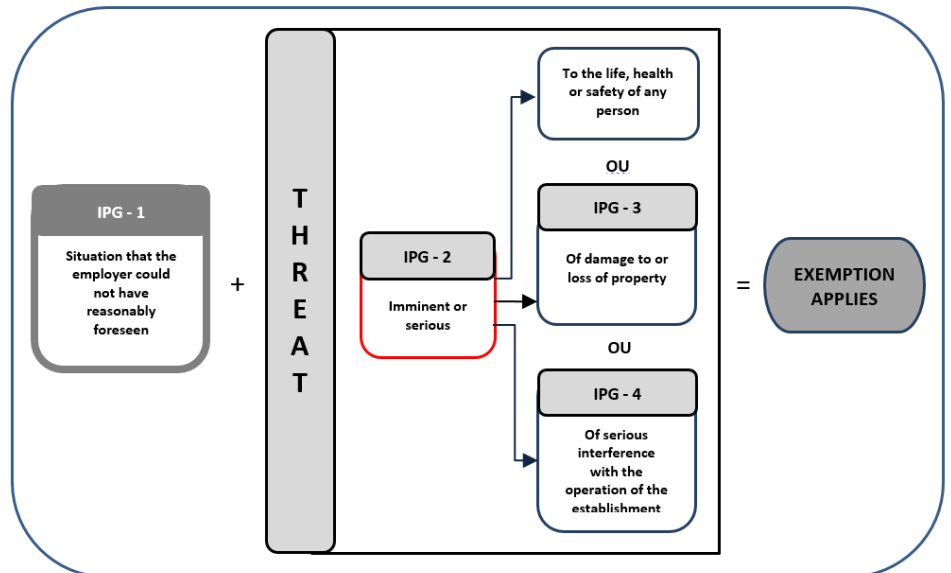 IPG - 1
Situation that the
employer could
not have
reasonably
foreseen
+
T
H
R
E
A
T
IPG - 2
Imminent or
serious
To the life, health
or safety of any
person
OU
IPG - 3
Of damage to or
loss of property
OU
IPG - 4
Of serious
interference
with the
operation of the
establishment
=
EXEMPTION
APPLIES